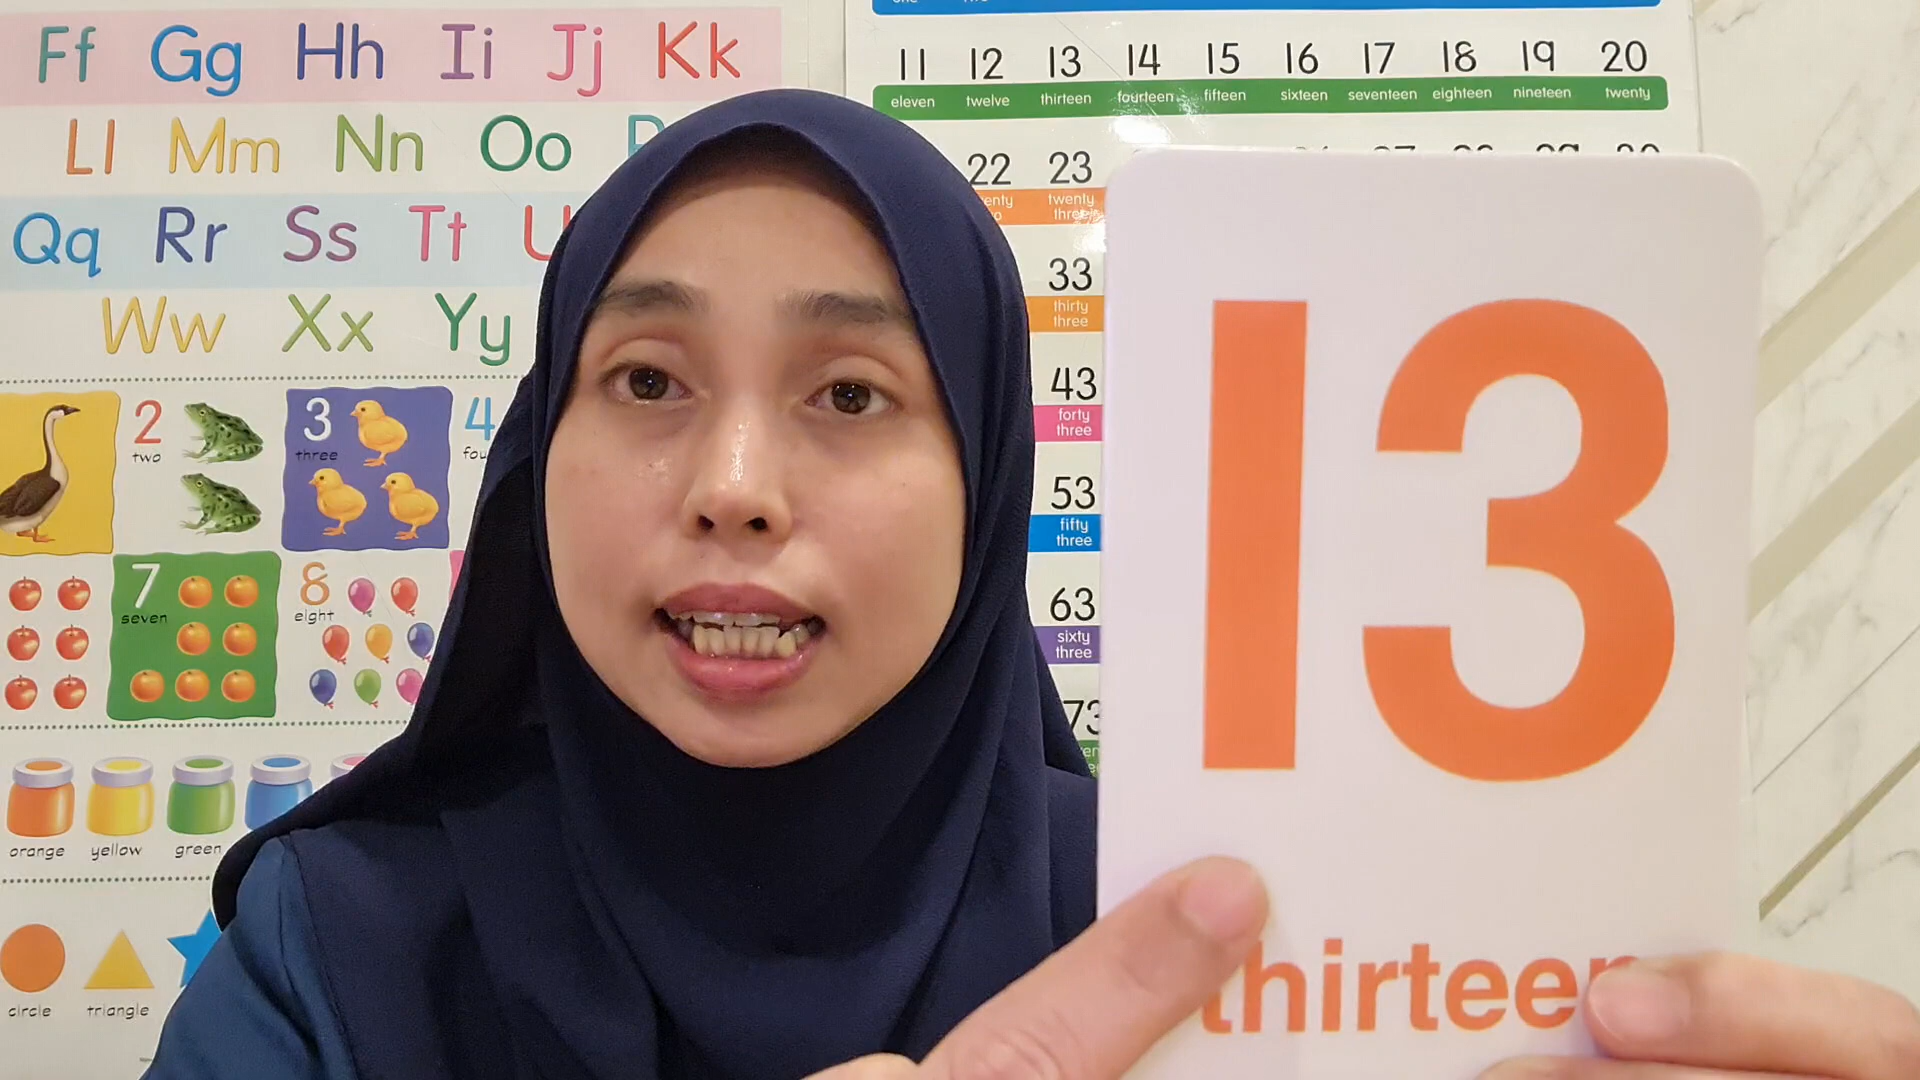 Ff Gg Hh Ii Jj Kk
Ll Mm Nn Oo
Qq Rr Ss Tt
Ww Xx Yy
2 3 4
two three
7 8
seven eight
orange yellow green
circle triangle
11 12 13 14 15 16 17 18 19 20
eleven twelve thirteen fourteen fifteen sixteen seventeen eighteen nineteen twenty
22 23
twenty
three
33
thirty
three
43
forty
three
53
fifty
three
63
sixty
three
73
13
thirteen